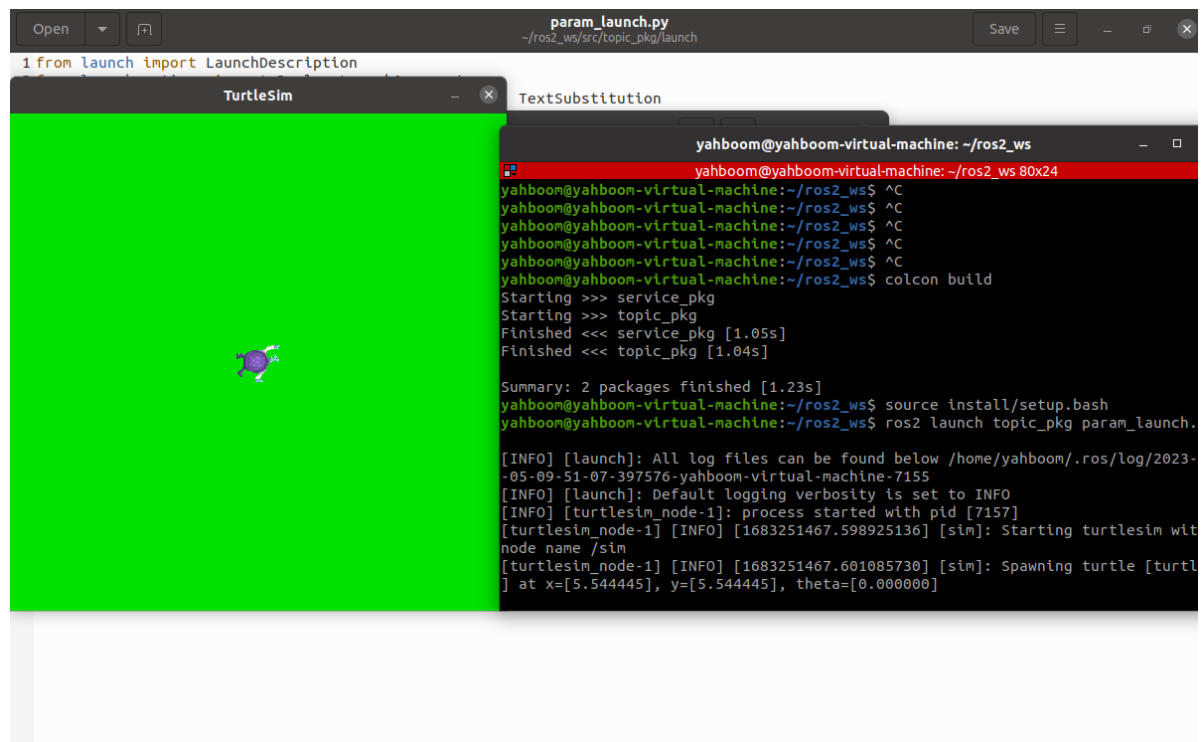 Open
param_launch.py
~/ros2_ws/src/topic_pkg/launch
Save
1 from launch import LaunchDescription
TextSubstitution
TurtleSim
yahboom@yahboom-virtual-machine: ~/ros2_ws
yahboom@yahboom-virtual-machine: ~/ros2_ws 80x24
yahboom@yahboom-virtual-machine:~/ros2_ws$ ^C
yahboom@yahboom-virtual-machine:~/ros2_ws$ ^C
yahboom@yahboom-virtual-machine:~/ros2_ws$ ^C
yahboom@yahboom-virtual-machine:~/ros2_ws$ ^C
yahboom@yahboom-virtual-machine:~/ros2_ws$ ^C
yahboom@yahboom-virtual-machine:~/ros2_ws$ colcon build
Starting >>> service_pkg
Starting >>> topic_pkg
Finished <<< service_pkg [1.05s]
Finished <<< topic_pkg [1.04s]
Summary: 2 packages finished [1.23s]
yahboom@yahboom-virtual-machine:~/ros2_ws$ source install/setup.bash
yahboom@yahboom-virtual-machine:~/ros2_ws$ ros2 launch topic_pkg param_launch.
[INFO] [launch]: All log files can be found below /home/yahboom/.ros/log/2023-
-05-09-51-07-397576-yahboom-virtual-machine-7155
[INFO] [launch]: Default logging verbosity is set to INFO
[INFO] [turtlesim_node-1]: process started with pid [7157]
[turtlesim_node-1] [INFO] [1683251467.598925136] [sim]: Starting turtlesim wit
node name /sim
[turtlesim_node-1] [INFO] [1683251467.601085730] [sim]: Spawning turtle [turtl
] at x=[5.544445], y=[5.544445], theta=[0.000000]